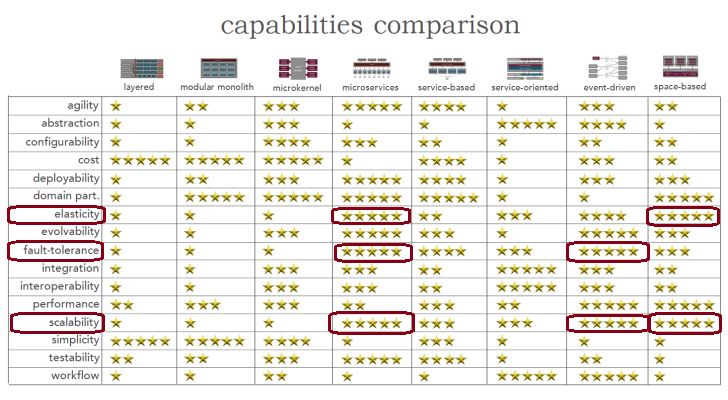 capabilities comparison
layered modular monolith microkernel microservices service-based service-oriented event-driven space-based
agility
abstraction
configurability
cost
deployability
domain part.
elasticity
evolvability
fault-tolerance
integration
interoperability
performance
scalability
simplicity
testability
workflow